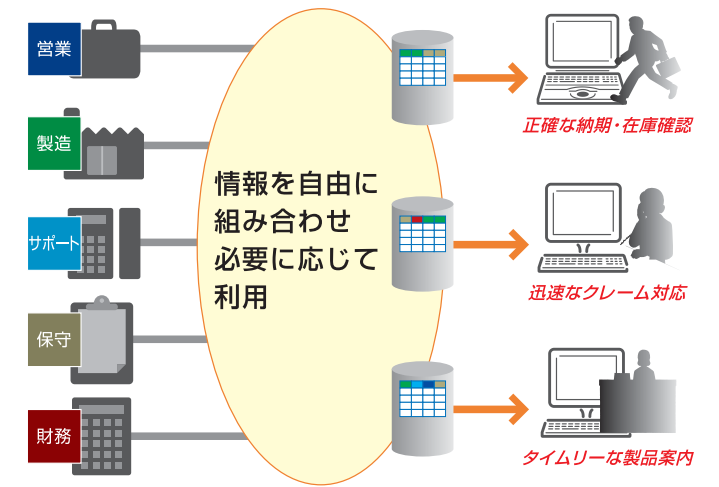 営業
製造
サポート
保守
財務
情報を自由に
組み合わせ
必要に応じて
利用
正確な納期・在庫確認
迅速なクレーム対応
タイムリーな製品案内